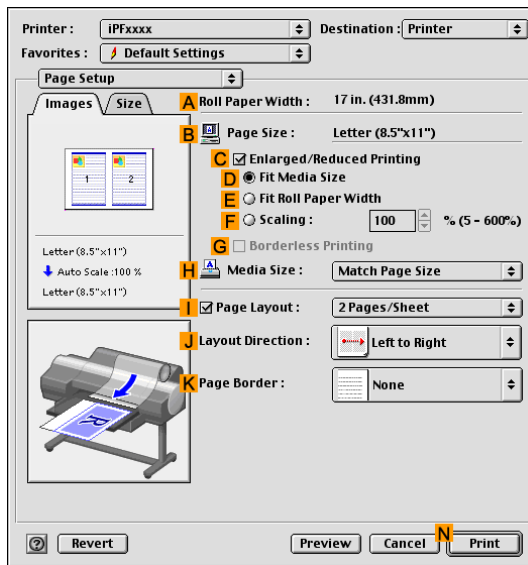 Printer : iPFxxxx Destination : Printer
Favorites : Default Settings
Page Setup
Images Size
A Roll Paper Width : 17 in. (431.8mm)
B Page Size : Letter (8.5"x11")
C Enlarged/Reduced Printing
D Fit Media Size
E Fit Roll Paper Width
F Scaling : 100 % (5 - 600%)
G Borderless Printing
1 2
Letter (8.5"x11")
Auto Scale :100 %
Letter (8.5"x11")
H Media Size : Match Page Size
I Page Layout : 2 Pages/Sheet
J Layout Direction : Left to Right
K Page Border : None
R
? Revert Preview Cancel N Print